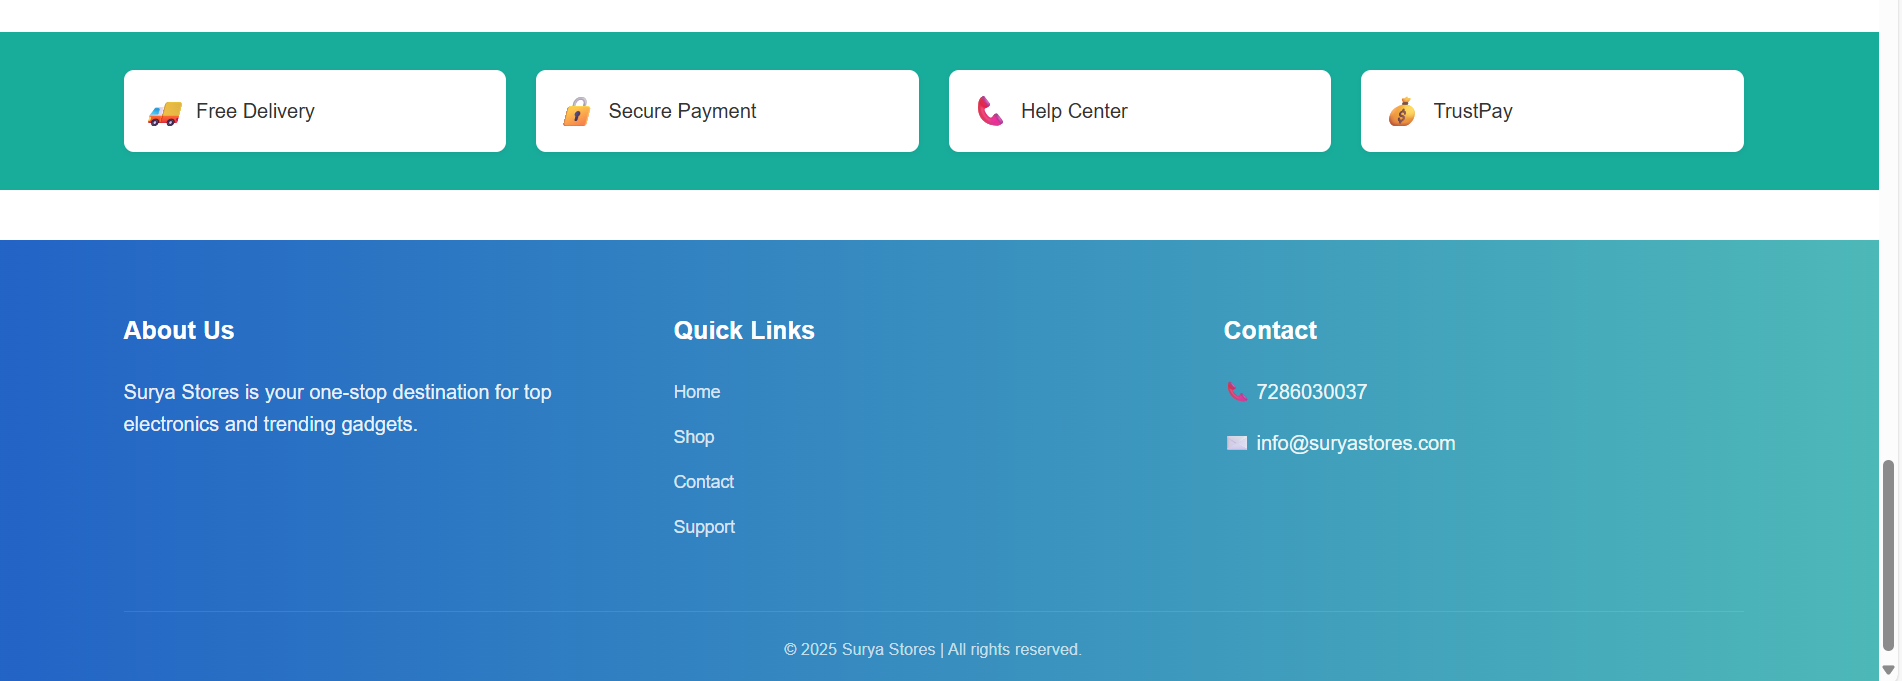 Free Delivery
Secure Payment
Help Center
TrustPay
About Us
Surya Stores is your one-stop destination for top
electronics and trending gadgets.
Quick Links
Home
Shop
Contact
Support
Contact
7286030037
info@suryastores.com
© 2025 Surya Stores | All rights reserved.